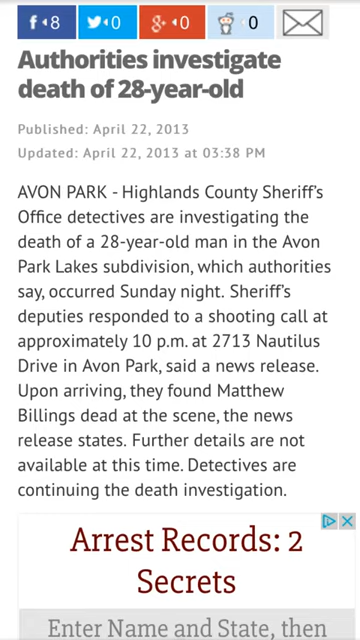 f 8 0 g+ 0 0
Authorities investigate
death of 28-year-old
Published: April 22, 2013
Updated: April 22, 2013 at 03:38 PM
AVON PARK - Highlands County Sheriff's
Office detectives are investigating the
death of a 28-year-old man in the Avon
Park Lakes subdivision, which authorities
say, occurred Sunday night. Sheriff's
deputies responded to a shooting call at
approximately 10 p.m. at 2713 Nautilus
Drive in Avon Park, said a news release.
Upon arriving, they found Matthew
Billings dead at the scene, the news
release states. Further details are not
available at this time. Detectives are
continuing the death investigation.
Arrest Records: 2
Secrets
Enter Name and State, then